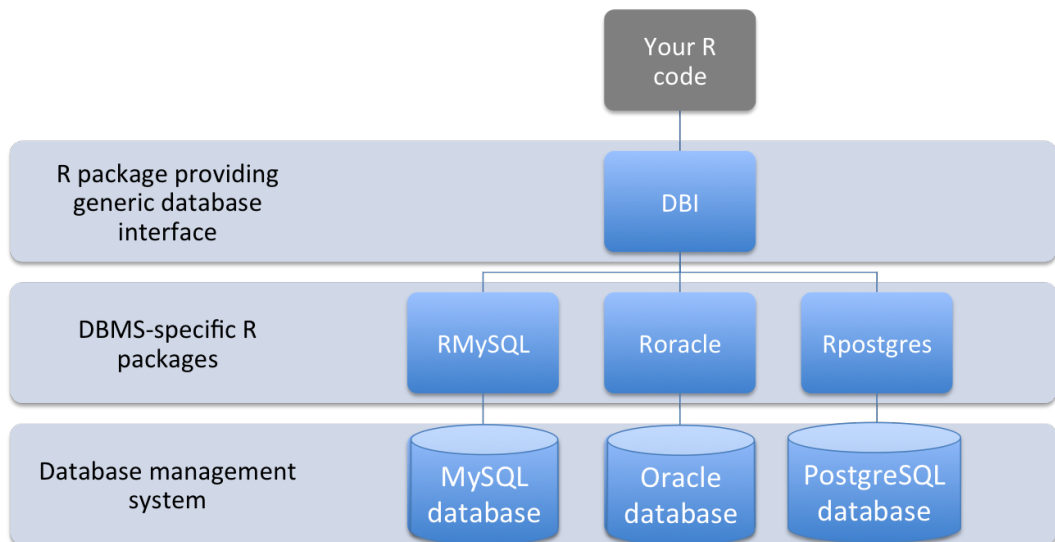 Your R
code
R package providing
generic database
interface
DBI
DBMS-specific R
packages
RMySQL
Roracle
Rpostgres
Database management
system
MySQL
database
Oracle
database
PostgreSQL
database